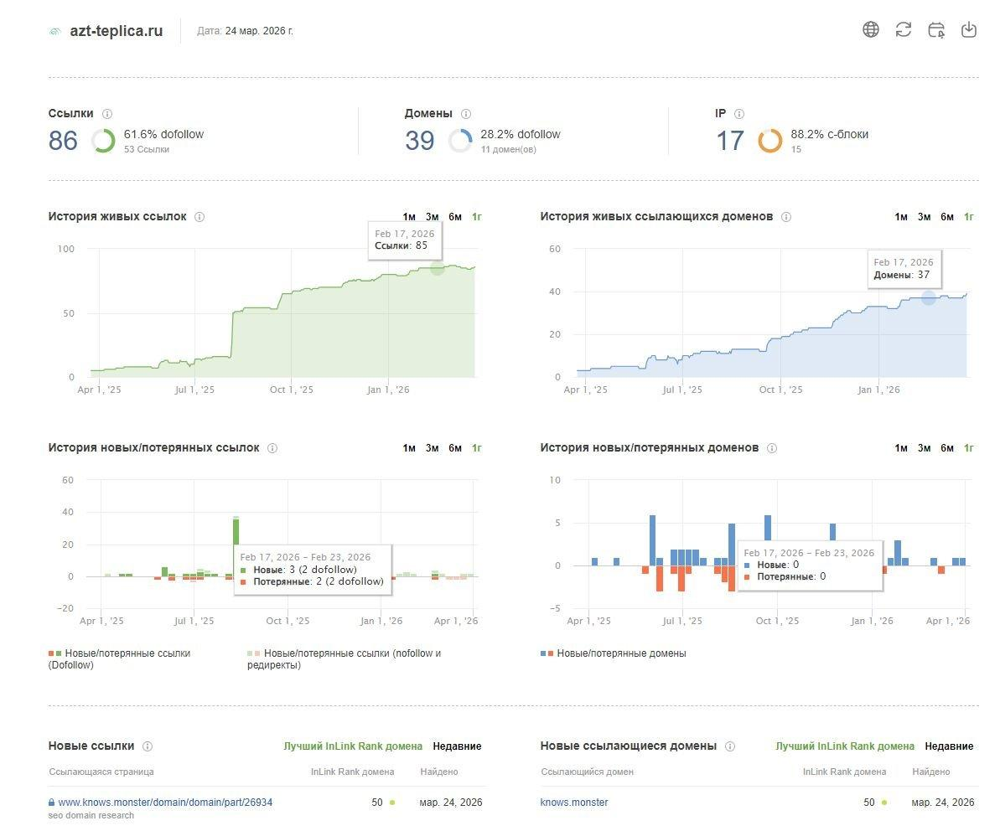 azt-teplica.ru
Дата: 24 мар. 2026 г.
Ссылки
86
61.6% dofollow
53 Ссылки
Домены
39
28.2% dofollow
11 домен(ов)
IP
17
88.2% с-блоки
15
История живых ссылок
1м 3м 6м 1г
Feb 17, 2026
Ссылки: 85
100
50
0
Apr 1, '25 Jul 1, '25 Oct 1, '25 Jan 1, '26
История живых ссылающихся доменов
1м 3м 6м 1г
Feb 17, 2026
Домены: 37
60
40
20
0
Apr 1, '25 Jul 1, '25 Oct 1, '25 Jan 1, '26
История новых/потерянных ссылок
1м 3м 6м 1г
60
40
20
0
-20
Feb 17, 2026 – Feb 23, 2026
Новые: 3 (2 dofollow)
Потерянные: 2 (2 dofollow)
Apr 1, '25 Jul 1, '25 Oct 1, '25 Jan 1, '26 Apr 1, '26
Новые/потерянные ссылки
(Dofollow)
Новые/потерянные ссылки (nofollow и
редиректы)
История новых/потерянных доменов
1м 3м 6м 1г
10
5
0
-5
Feb 17, 2026 – Feb 23, 2026
Новые: 0
Потерянные: 0
Apr 1, '25 Jul 1, '25 Oct 1, '25 Jan 1, '26 Apr 1, '26
Новые/потерянные домены
Новые ссылки
Лучший InLink Rank домена Недавние
Ссылающаяся страница InLink Rank домена Найдено
www.knows.monster/domain/domain/part/26934 50 мар. 24, 2026
seo domain research
Новые ссылающиеся домены
Лучший InLink Rank домена Недавние
Ссылающийся домен InLink Rank домена Найдено
knows.monster 50 мар. 24, 2026